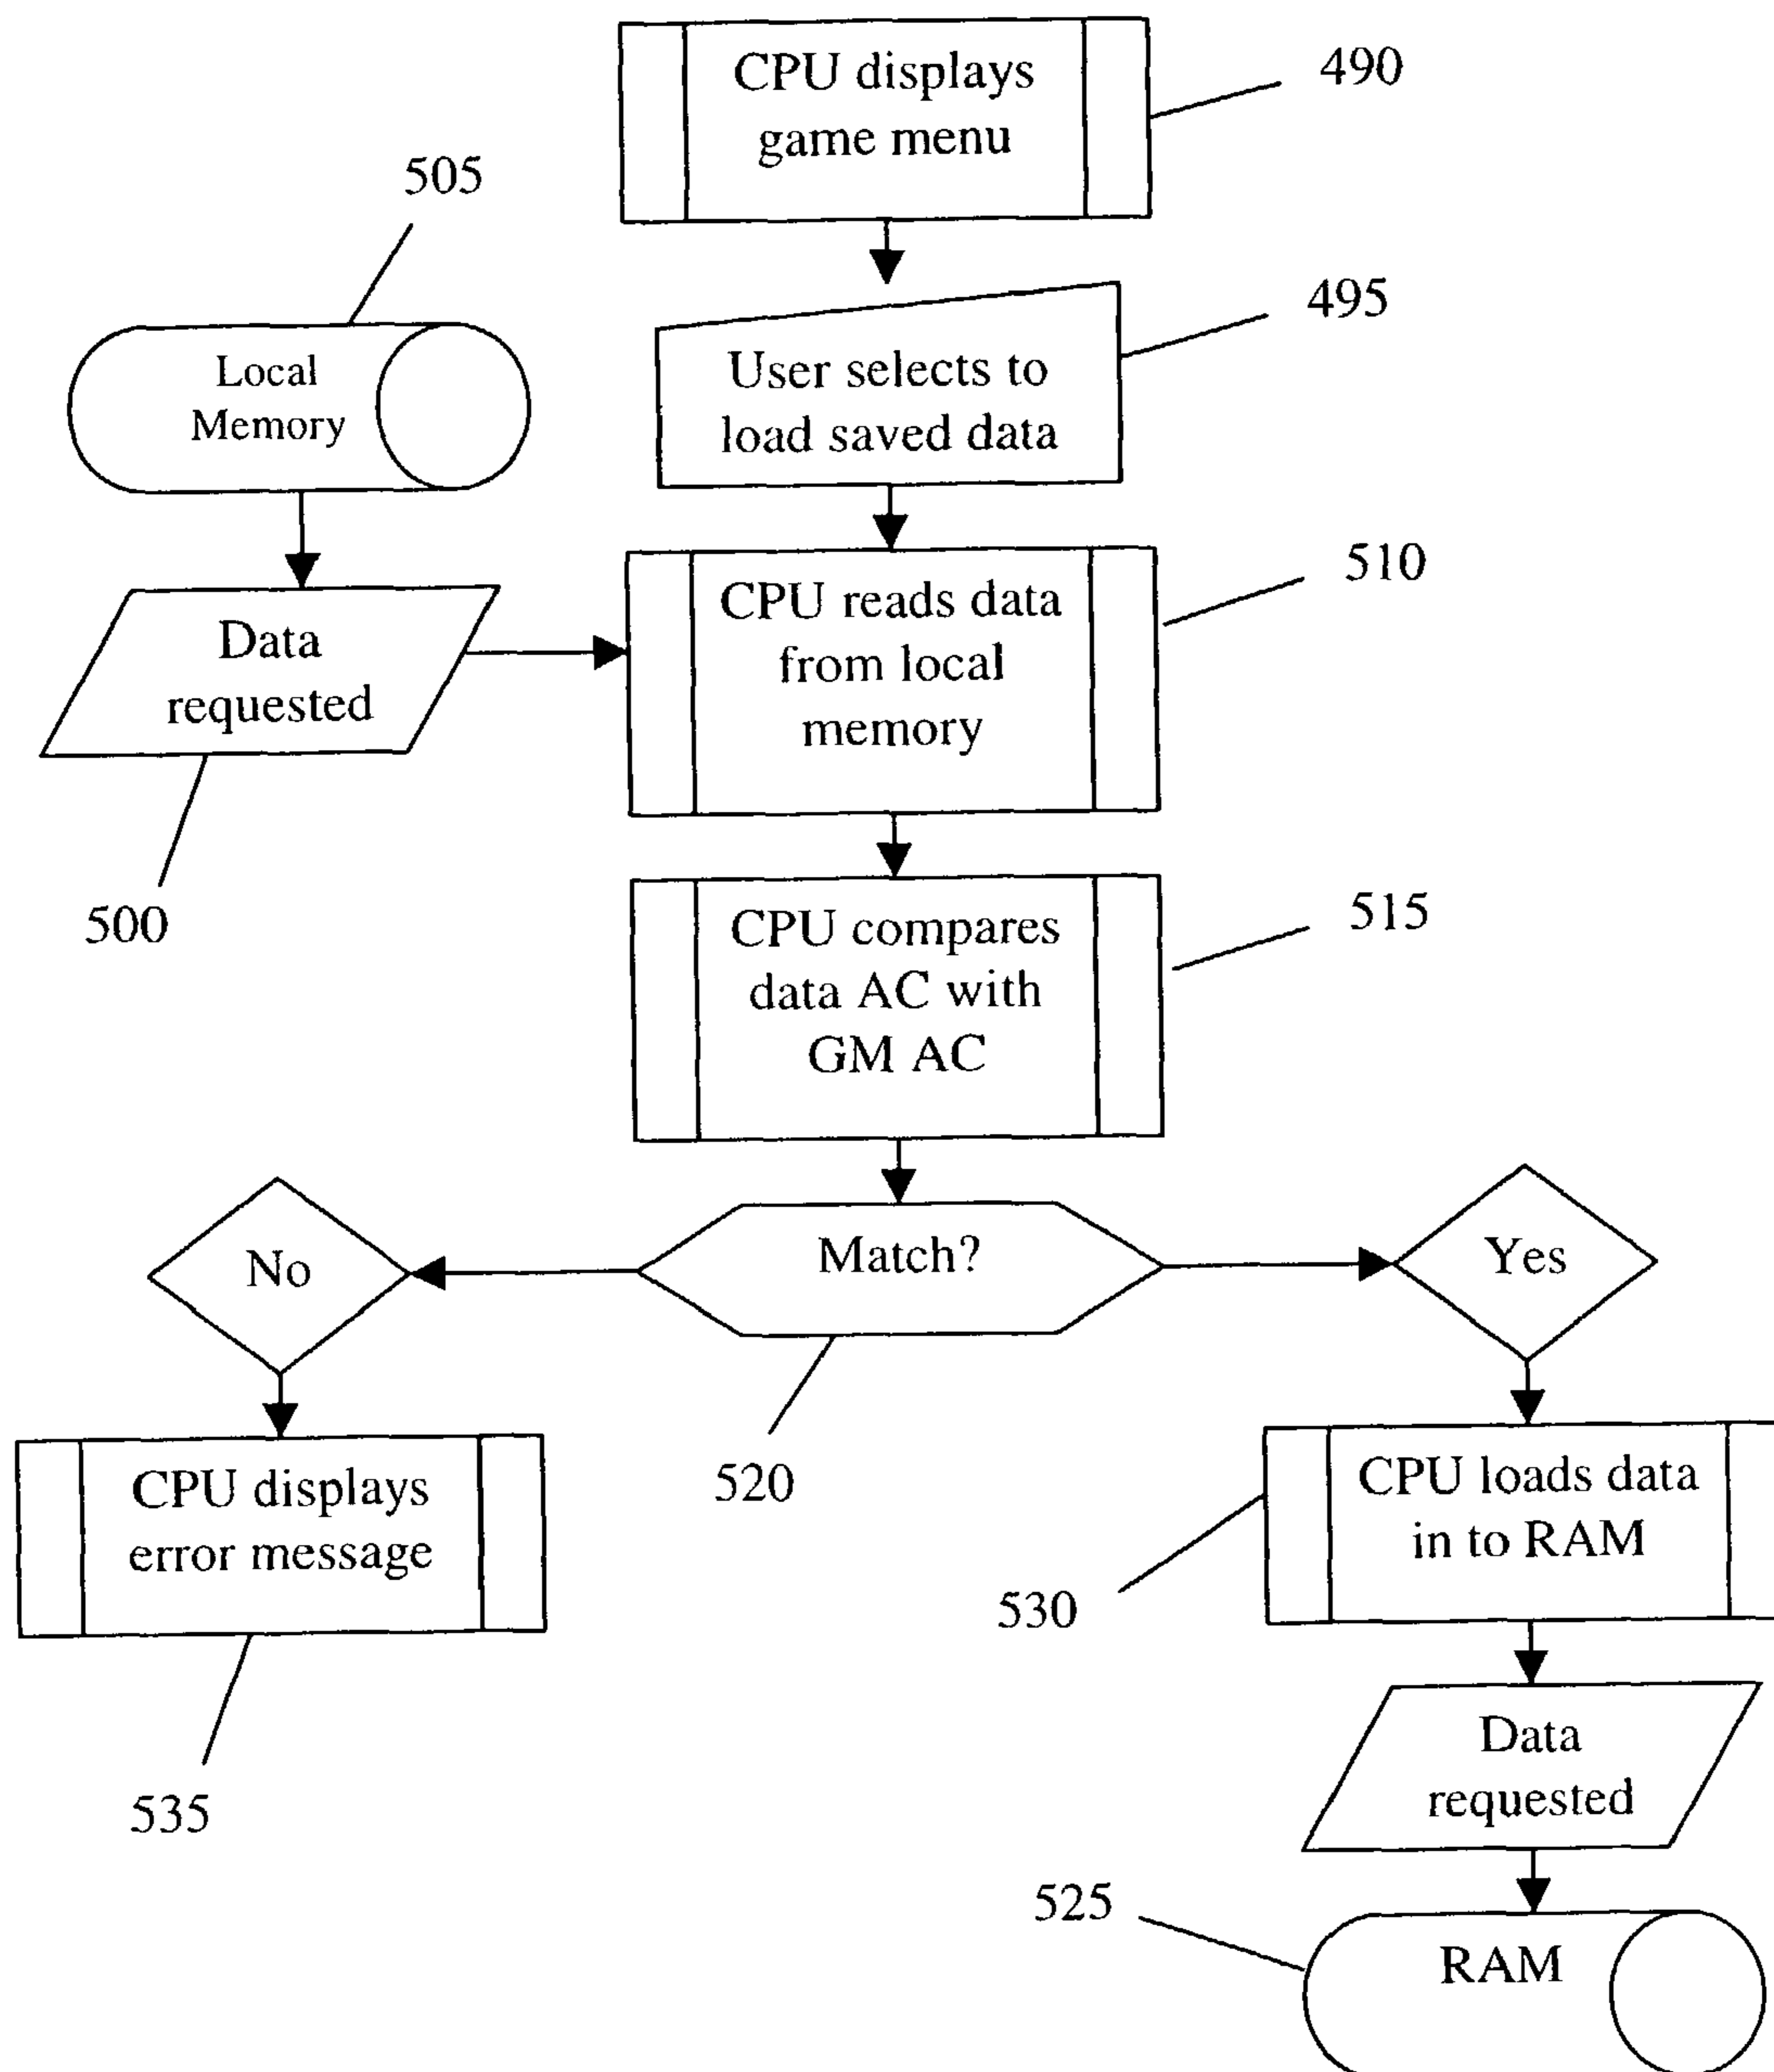 CPU displays
game menu
490
505
495
Local
Memory
User selects to
load saved data
510
Data
requested
CPU reads data
from local
memory
500
515
CPU compares
data AC with
GM AC
No
Match?
Yes
520
CPU displays
error message
CPU loads data
in to RAM
530
535
Data
requested
525
RAM